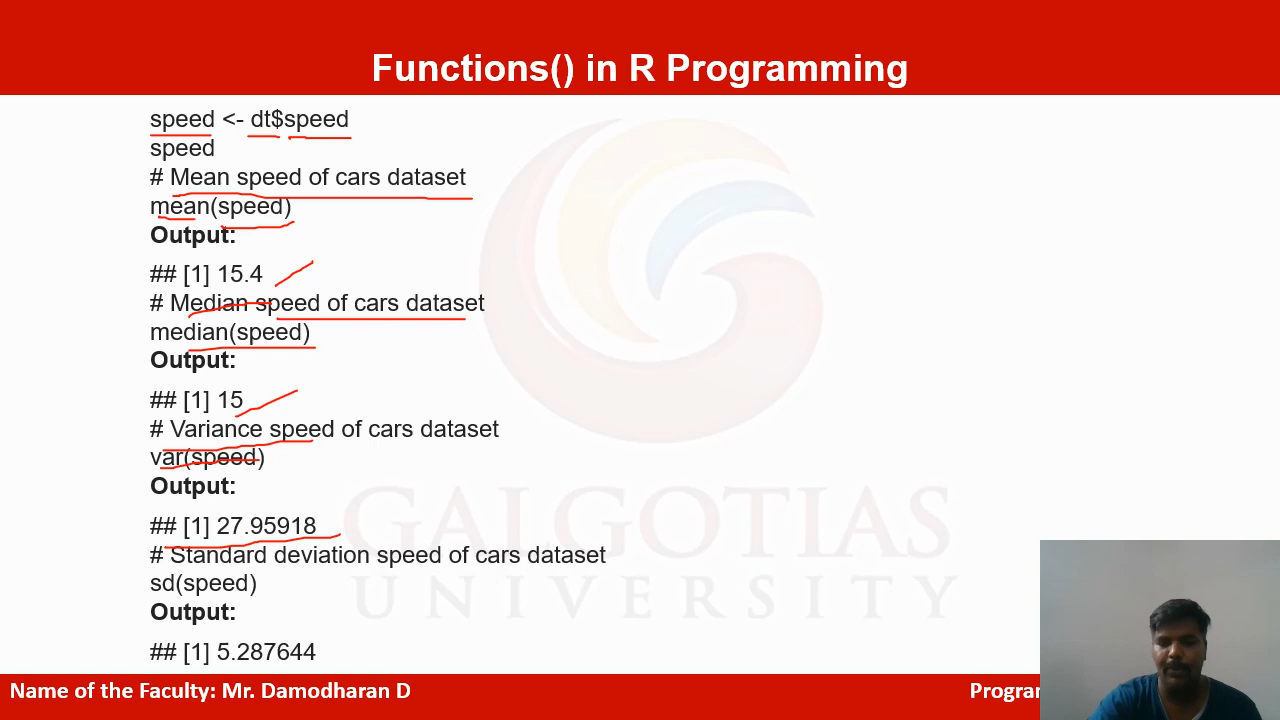 Functions() in R Programming
speed <- dt$speed
speed
# Mean speed of cars dataset
mean(speed)
Output:
## [1] 15.4
# Median speed of cars dataset
median(speed)
Output:
## [1] 15
# Variance speed of cars dataset
var(speed)
Output:
## [1] 27.95918
# Standard deviation speed of cars dataset
sd(speed)
Output:
## [1] 5.287644
GALGOTIAS
UNIVERSITY
Name of the Faculty: Mr. Damodharan D